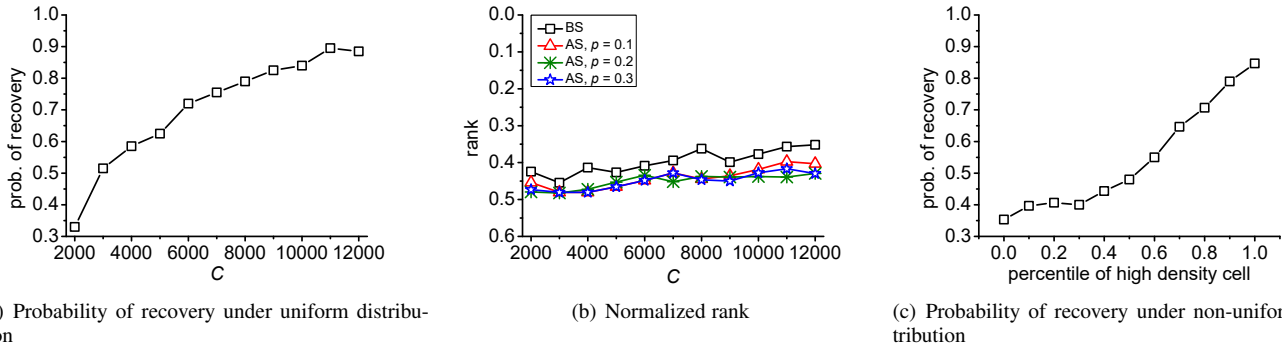 prob. of recovery
1.0
0.9
0.8
0.7
0.6
0.5
0.4
0.3
2000 4000 6000 8000 10000 12000
C
rank
0.0
0.1
0.2
0.3
0.4
0.5
0.6
BS
AS, p = 0.1
AS, p = 0.2
AS, p = 0.3
2000 4000 6000 8000 10000 12000
C
prob. of recovery
1.0
0.9
0.8
0.7
0.6
0.5
0.4
0.3
0.0 0.2 0.4 0.6 0.8 1.0
percentile of high density cell
) Probability of recovery under uniform distribu-
on
(b) Normalized rank
(c) Probability of recovery under non-unifor
tribution